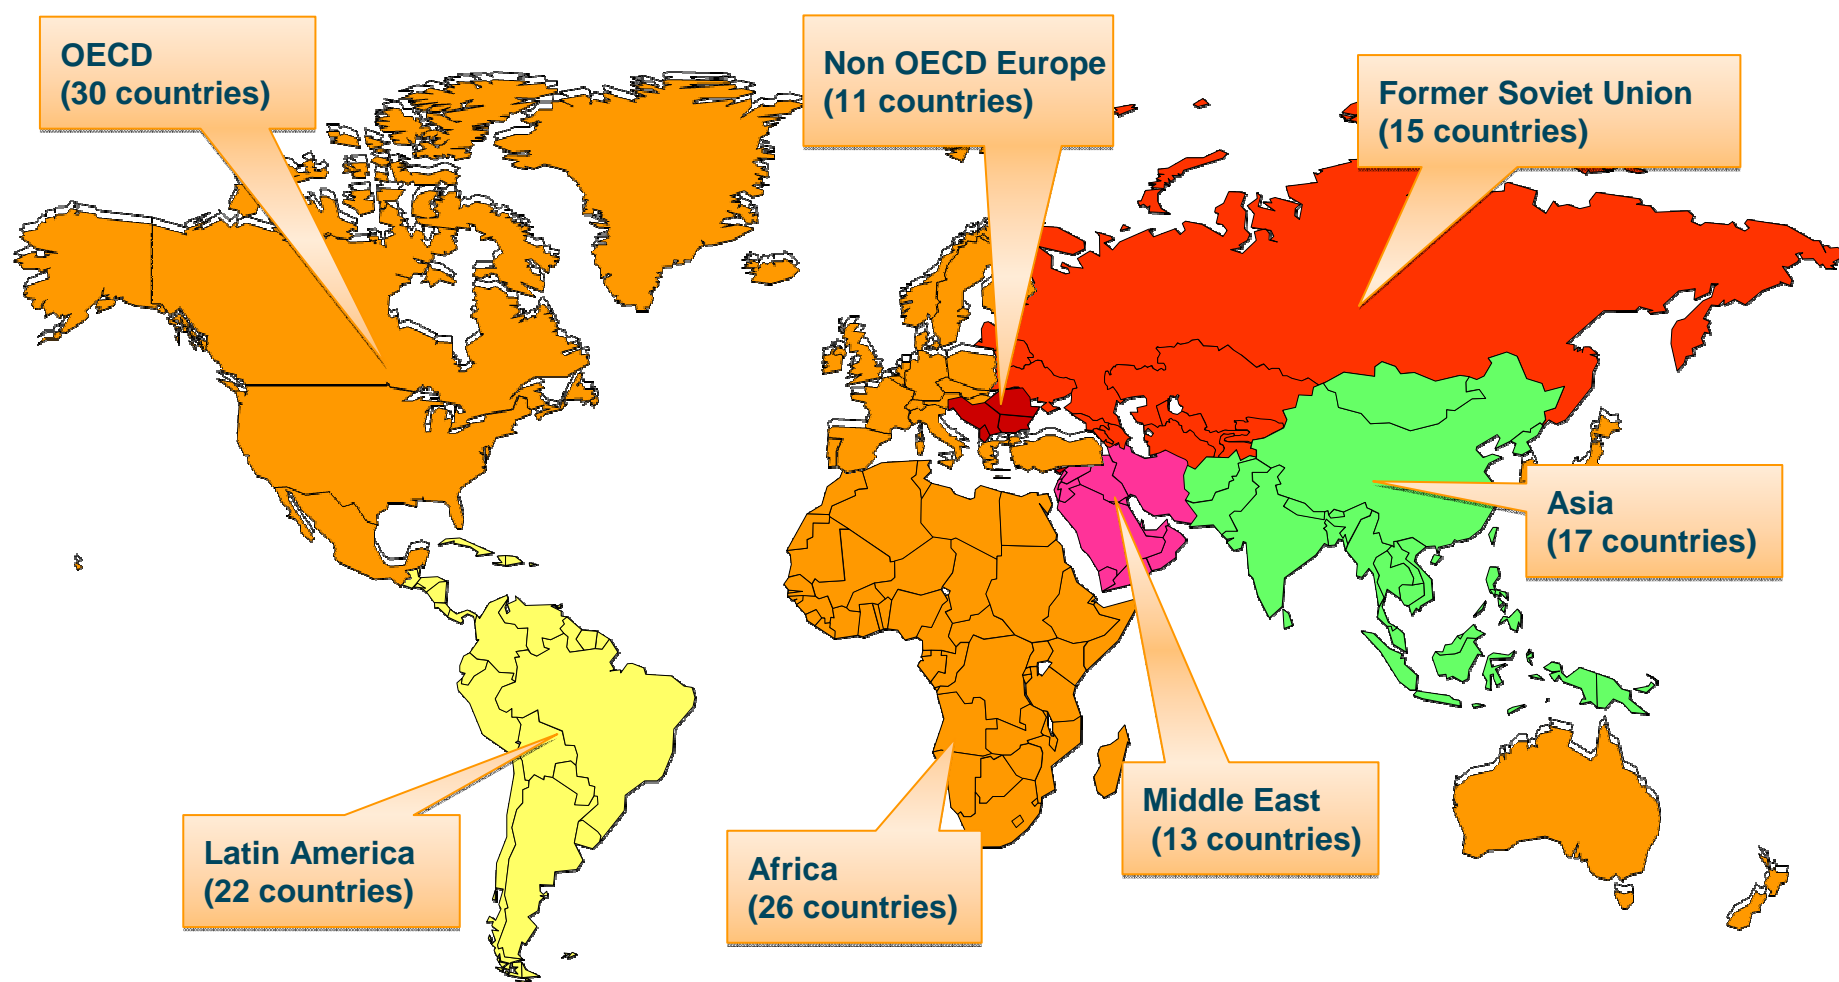 OECD
(30 countries)
Non OECD Europe
(11 countries)
Former Soviet Union
(15 countries)
Asia
(17 countries)
Middle East
(13 countries)
Latin America
(22 countries)
Africa
(26 countries)